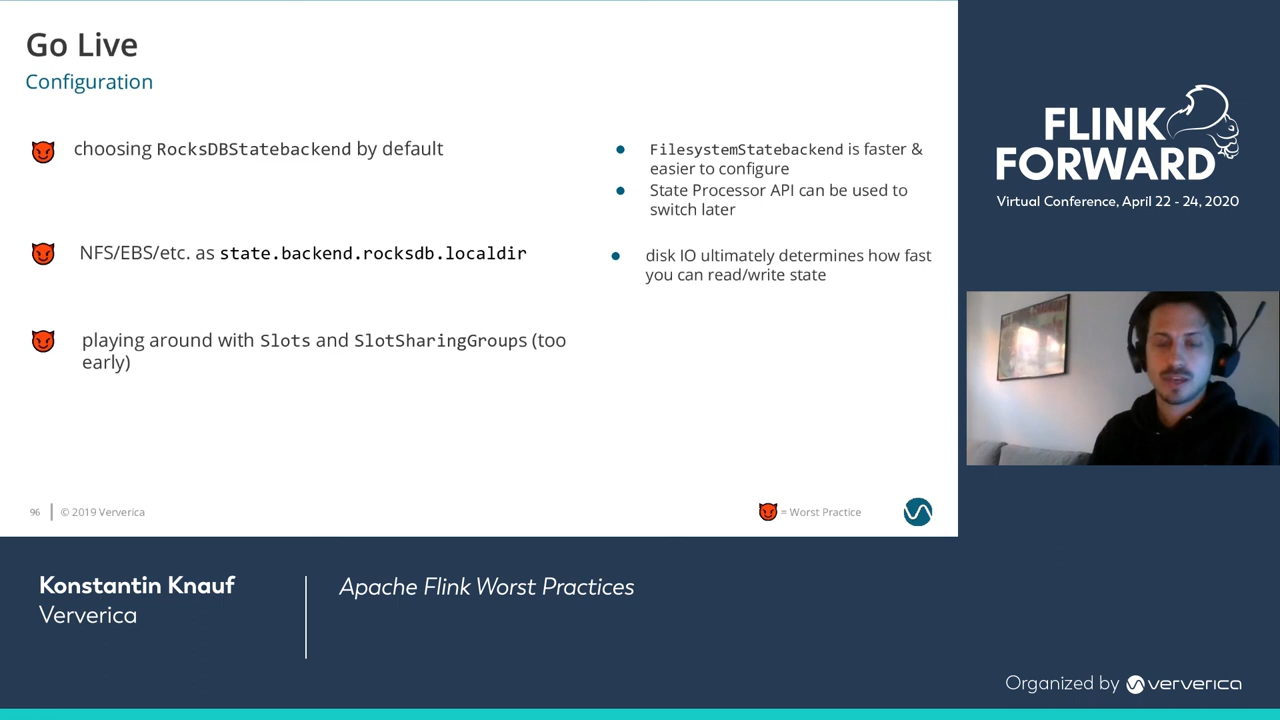 Go Live
Configuration
choosing RocksDBStatebackend by default
FilesystemStatebackend is faster &
easier to configure
State Processor API can be used to
switch later
NFS/EBS/etc. as state.backend.rocksdb.localdir
disk IO ultimately determines how fast
you can read/write state
playing around with Slots and SlotSharingGroups (too
early)
96 © 2019 Ververica
= Worst Practice
FLINK
FORWARD
Virtual Conference, April 22 - 24, 2020
Konstantin Knauf
Ververica
Apache Flink Worst Practices
Organized by ververica